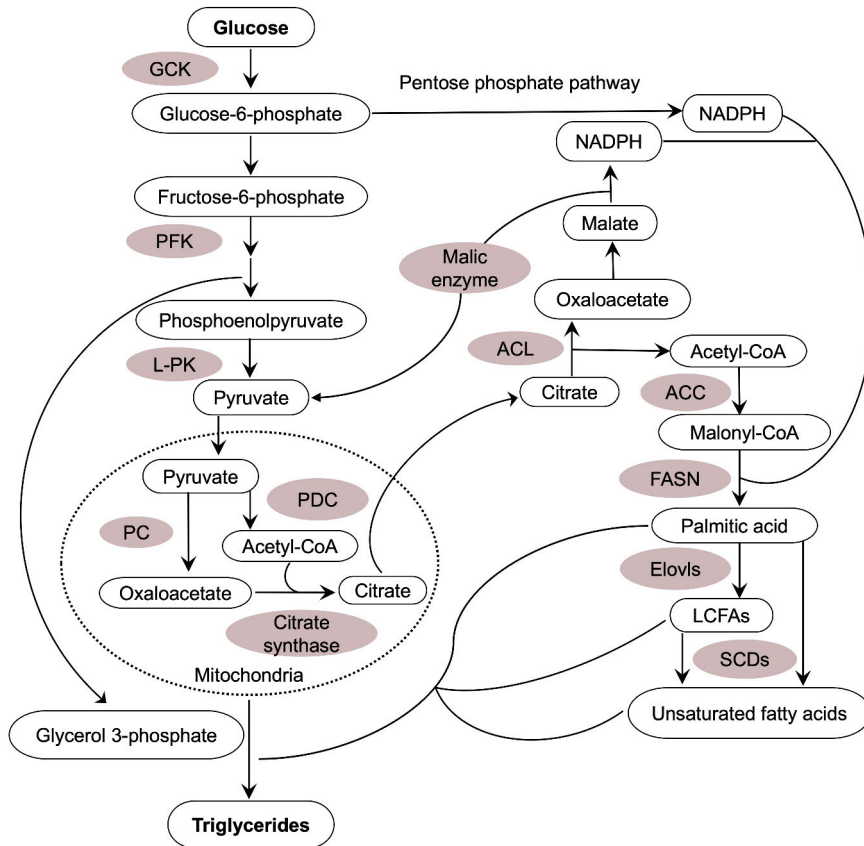 Glucose
GCK
Pentose phosphate pathway
Glucose-6-phosphate
NADPH
NADPH
Fructose-6-phosphate
Malate
PFK
Malic
enzyme
Oxaloacetate
Phosphoenolpyruvate
ACL
Acetyl-CoA
L-PK
Citrate
ACC
Pyruvate
Malonyl-CoA
Pyruvate
PDC
FASN
PC
Acetyl-CoA
Palmitic acid
Oxaloacetate
Citrate
Elovls
Citrate
synthase
LCFAs
SCDs
Mitochondria
Unsaturated fatty acids
Glycerol 3-phosphate
Triglycerides